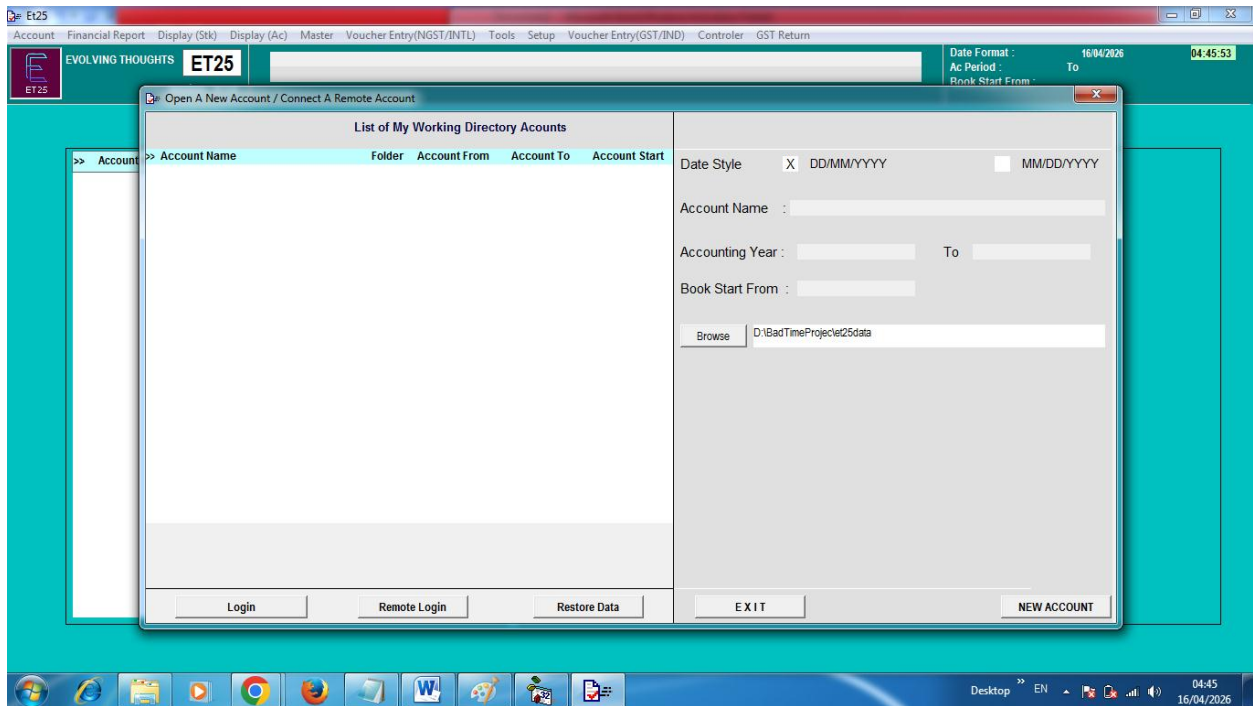 Et25
Account Financial Report Display (Stk) Display (Ac) Master Voucher Entry(NGST/INTL) Tools Setup Voucher Entry(GST/IND) Controler GST Return
E
ET25
EVOLVING THOUGHTS
ET25
Date Format : 16/04/2026
04:45:53
Ac Period : To
Book Start From :
Open A New Account / Connect A Remote Account
X
List of My Working Directory Acounts
>> Account
>> Account Name Folder Account From Account To Account Start
Date Style X DD/MM/YYYY MM/DD/YYYY
Account Name :
Accounting Year : To
Book Start From :
Browse D:\BadTimeProjec\et25data
Login Remote Login Restore Data EXIT NEW ACCOUNT
W
32
Desktop » EN
04:45
16/04/2026